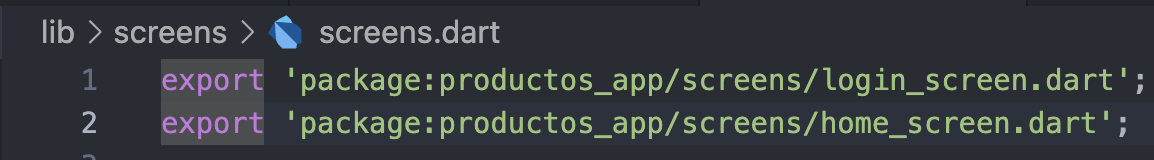 lib > screens > screens.dart
1 export 'package:productos_app/screens/login_screen.dart';
2 export 'package:productos_app/screens/home_screen.dart';